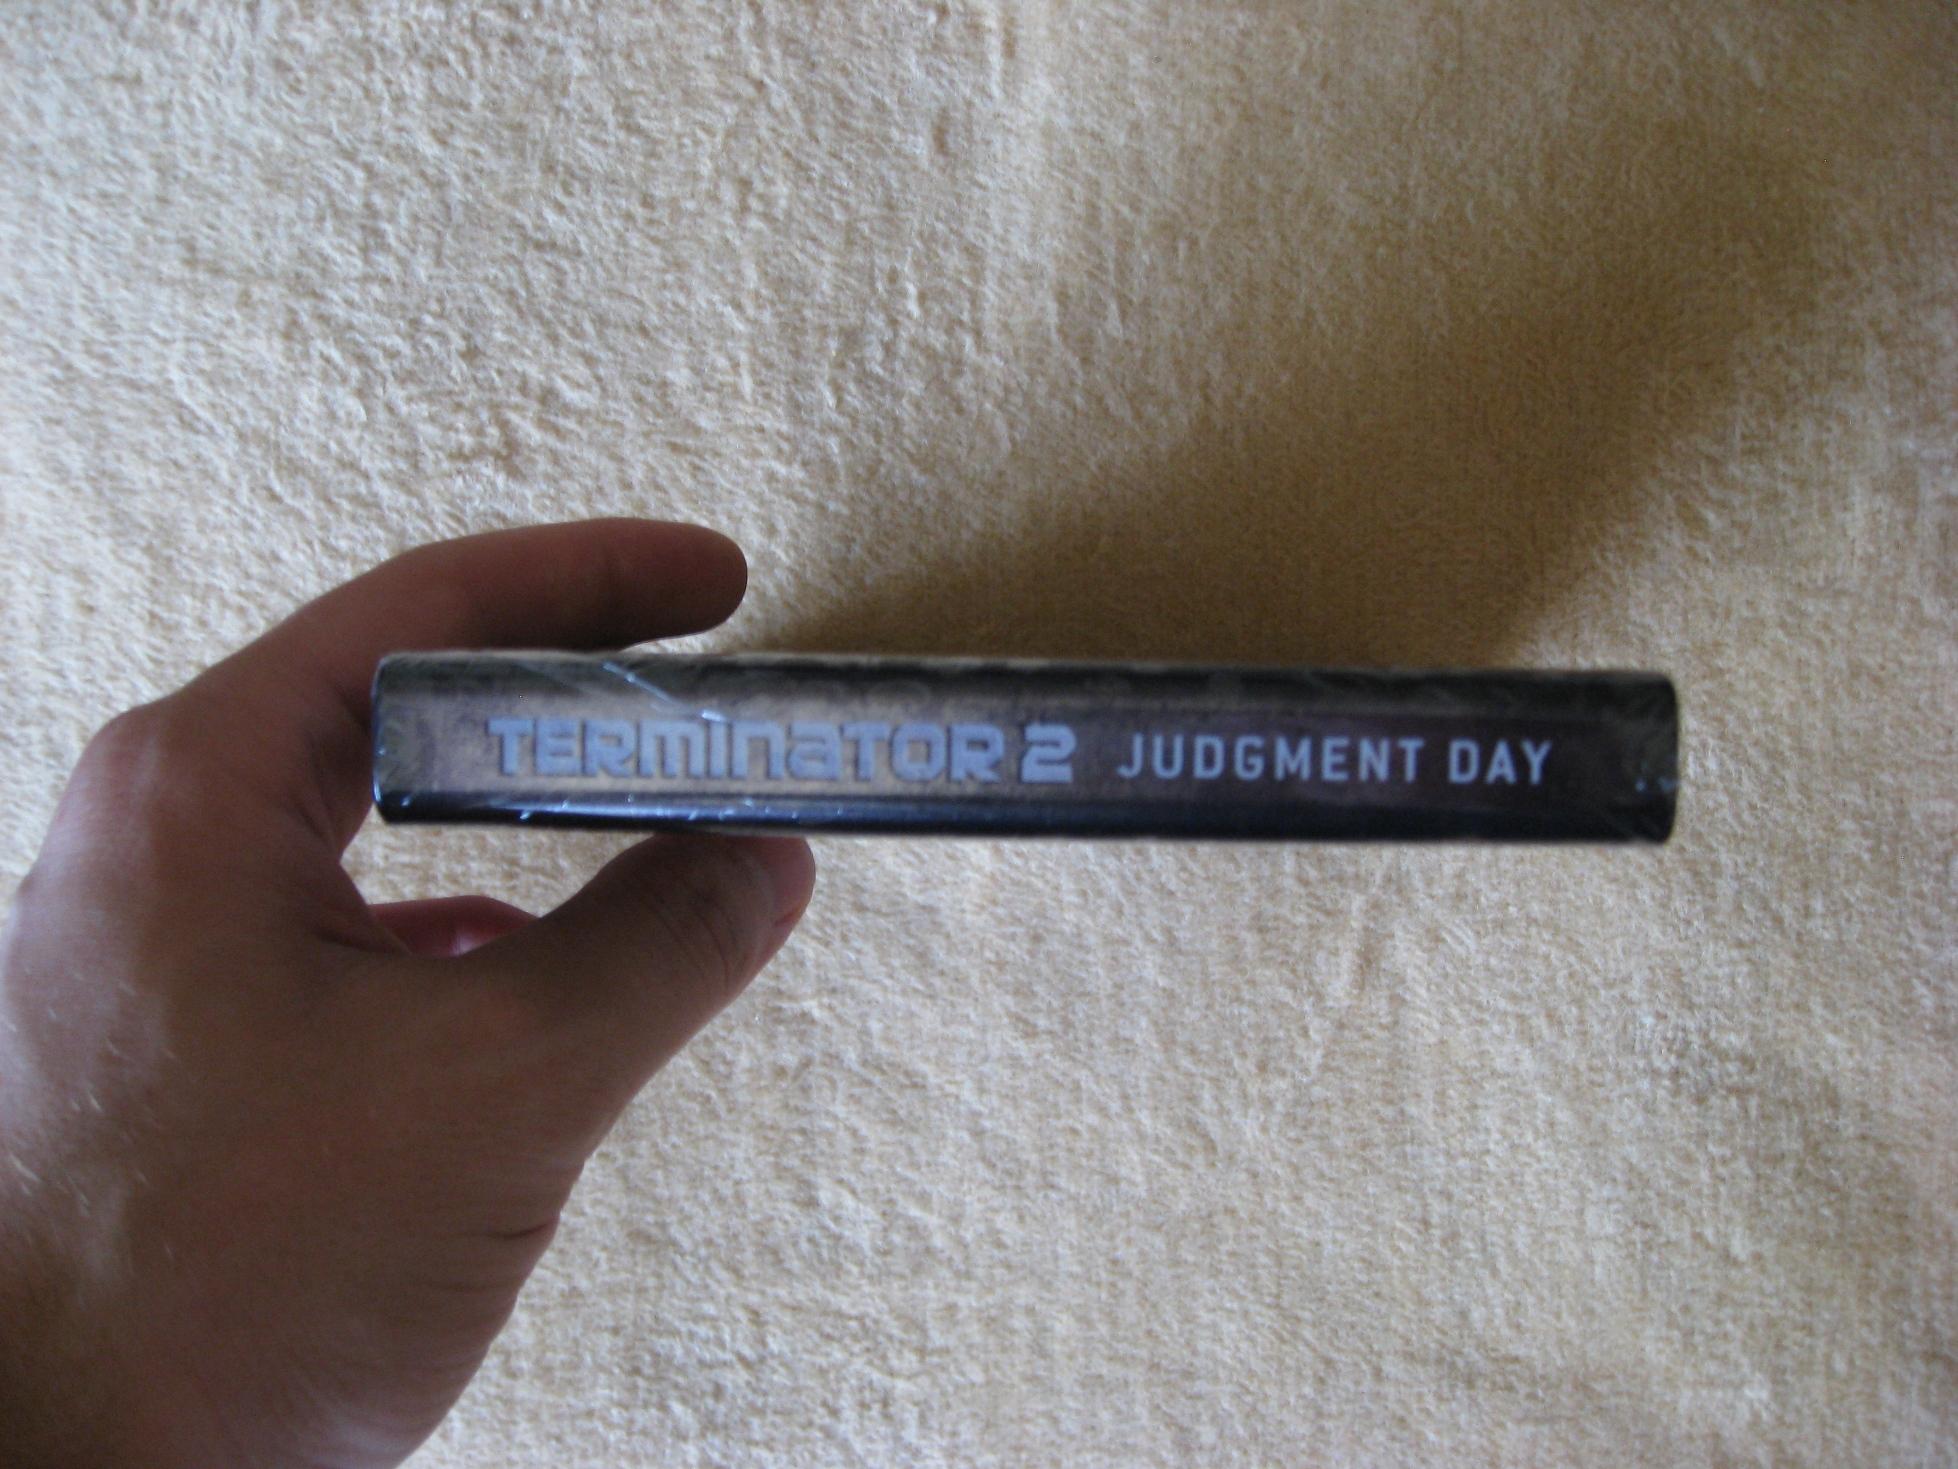 TERMINATOR 2 JUDGMENT DAY